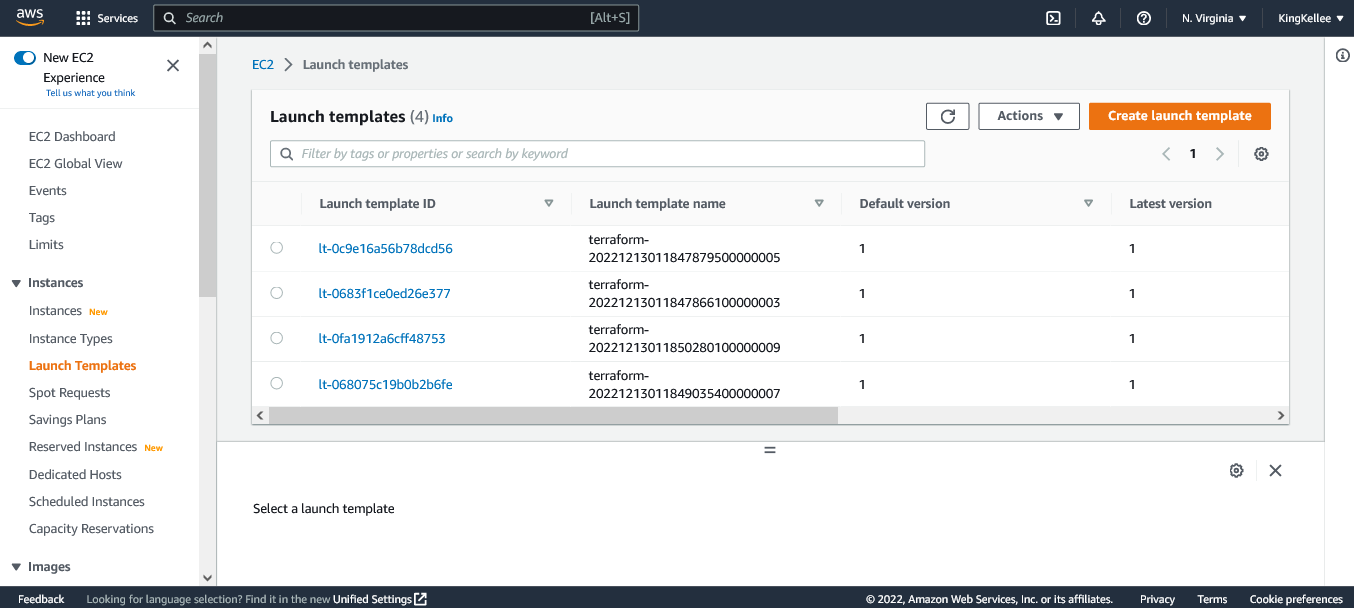 aws
Services
Search
[Alt+S]
N. Virginia
KingKellee
New EC2
Experience
Tell us what you think
EC2 Dashboard
EC2 Global View
Events
Tags
Limits
Instances
Instances New
Instance Types
Launch Templates
Spot Requests
Savings Plans
Reserved Instances New
Dedicated Hosts
Scheduled Instances
Capacity Reservations
Images
EC2 > Launch templates
Launch templates (4) Info
Actions
Create launch template
Filter by tags or properties or search by keyword
1
Launch template ID Launch template name Default version Latest version
lt-0c9e16a56b78dcd56 terraform-20221213011847879500000005 1 1
lt-0683f1ce0ed26e377 terraform-20221213011847866100000003 1 1
lt-0fa1912a6cff48753 terraform-20221213011850280100000009 1 1
lt-068075c19b0b2b6fe terraform-20221213011849035400000007 1 1
Select a launch template
Feedback
Looking for language selection? Find it in the new Unified Settings
© 2022, Amazon Web Services, Inc. or its affiliates.
Privacy
Terms
Cookie preferences